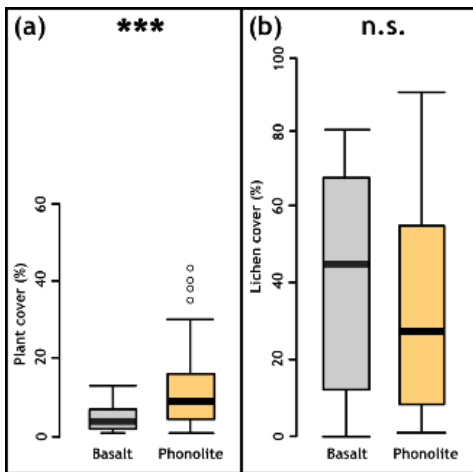 (a)
***
Plant cover (%)
60
40
20
0
Basalt
Phonolite
(b)
n.s.
Lichen cover (%)
100
80
60
40
20
0
Basalt
Phonolite